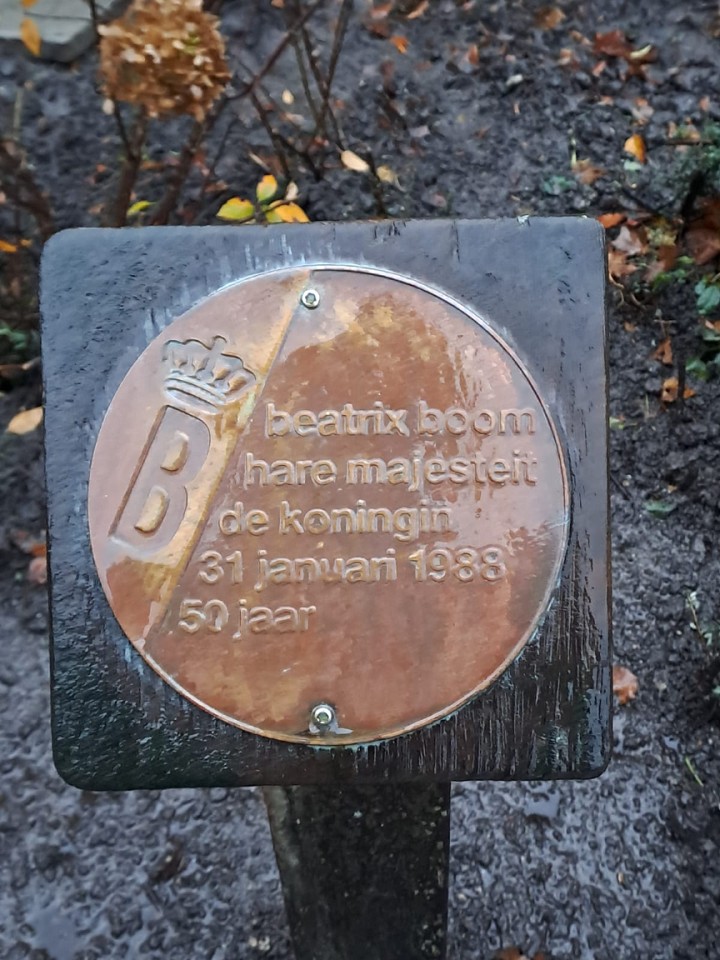 B
beatrix boom
hare majesteit
de koningin
31 januari 1988
50 jaar